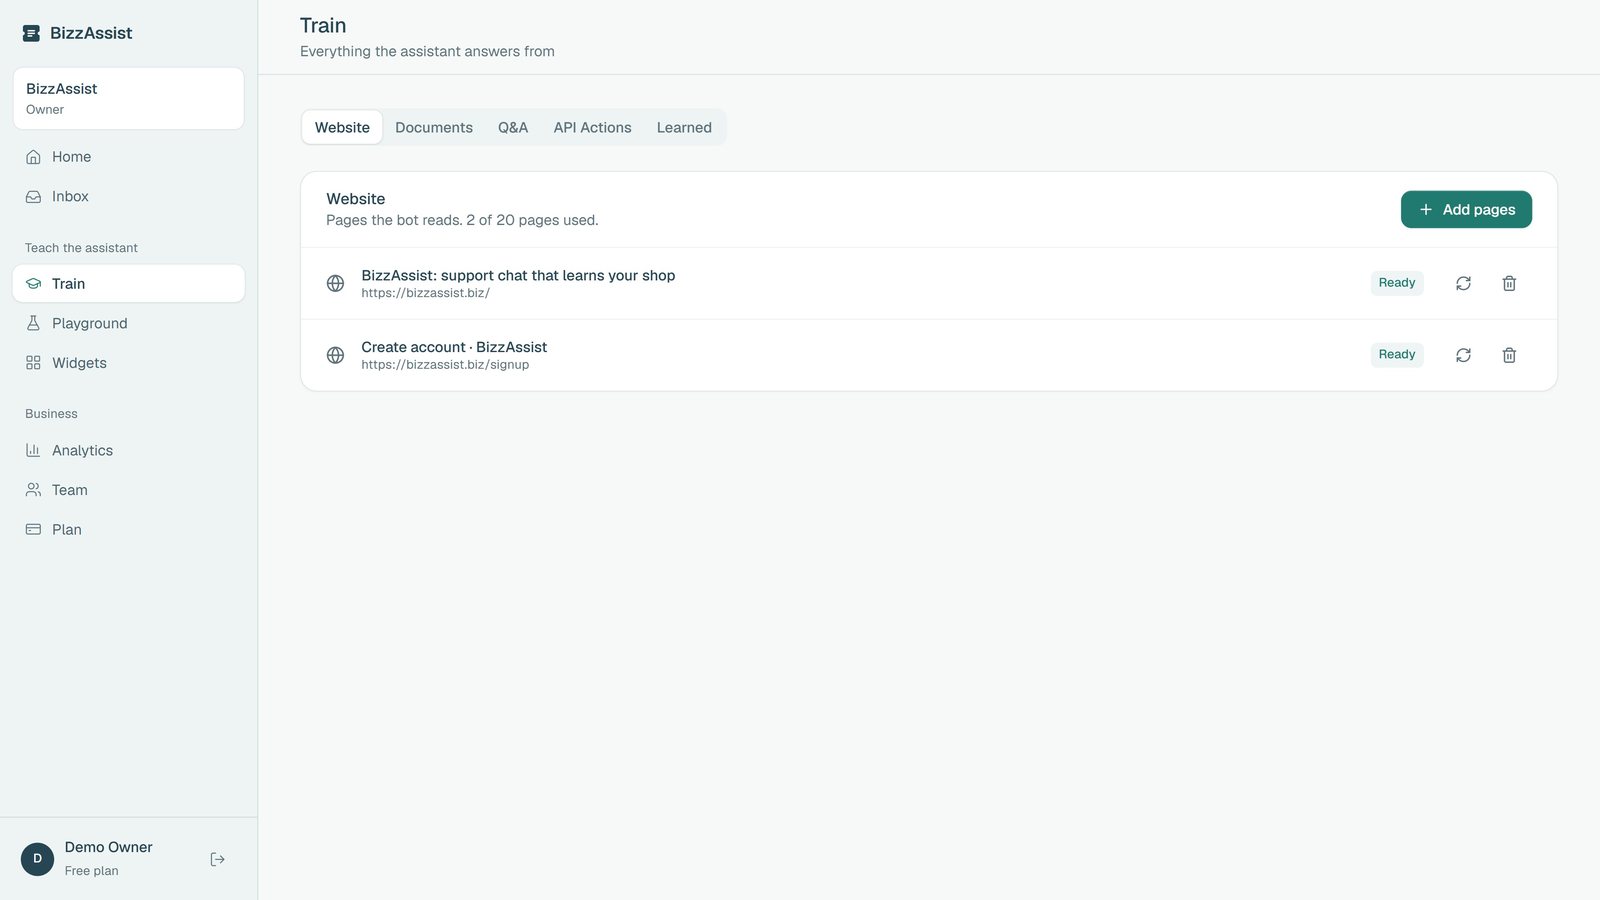 BizzAssist
BizzAssist
Owner
Home
Inbox
Teach the assistant
Train
Playground
Widgets
Business
Analytics
Team
Plan
D
Demo Owner
Free plan
Train
Everything the assistant answers from
Website Documents Q&A API Actions Learned
Website
Pages the bot reads. 2 of 20 pages used.
+ Add pages
BizzAssist: support chat that learns your shop
https://bizzassist.biz/
Ready
Create account · BizzAssist
https://bizzassist.biz/signup
Ready